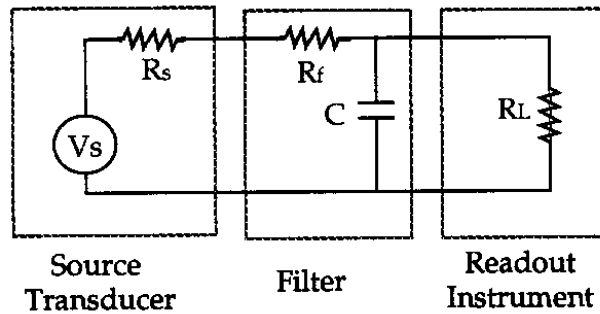 Rs
Rf
C
RL
Vs
Source
Transducer
Filter
Readout
Instrument